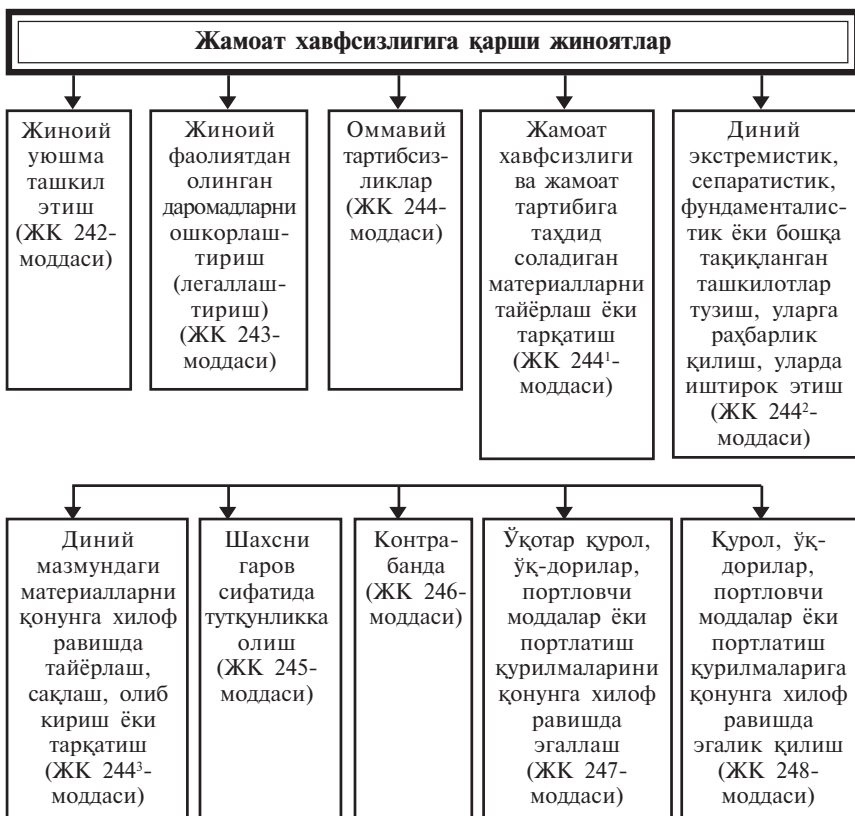 Жамоат хавфсизлигига қарши жиноятлар
Жиноий
уюшма
ташкил
этиш
(ЖК 242-
моддаси)
Жиноий
фаолиятдан
олинган
даромадларни
ошкорлаш-
тириш
(легаллаш-
тириш)
(ЖК 243-
моддаси)
Оммавий
тартибсиз-
ликлар
(ЖК 244-
моддаси)
Жамоат
хавфсизлиги
ва жамоат
тартибига
таҳдид
соладиган
материалларни
тайёрлаш ёки
тарқатиш
(ЖК 244¹-
моддаси)
Диний
экстремистик,
сепаратистик,
фундаменталис-
тик ёки бошқа
тақиқланган
ташкилотлар
тузиш, уларга
раҳбарлик
қилиш, уларда
иштирок этиш
(ЖК 244²-
моддаси)
Диний
мазмундаги
материалларни
қонунга хилоф
равишда
тайёрлаш,
сақлаш, олиб
кириш ёки
тарқатиш
(ЖК 244³-
моддаси)
Шахсни
гаров
сифатида
тутқунликка
олиш
(ЖК 245-
моддаси)
Контра-
банда
(ЖК 246-
моддаси)
Ўқотар қурол,
ўқ-дорилар,
портловчи
моддалар ёки
портлатиш
қурилмаларини
қонунга хилоф
равишда
эгаллаш
(ЖК 247-
моддаси)
Қурол, ўқ-
дорилар,
портловчи
моддалар ёки
портлатиш
қурилмаларига
қонунга хилоф
равишда
эгалик қилиш
(ЖК 248-
моддаси)